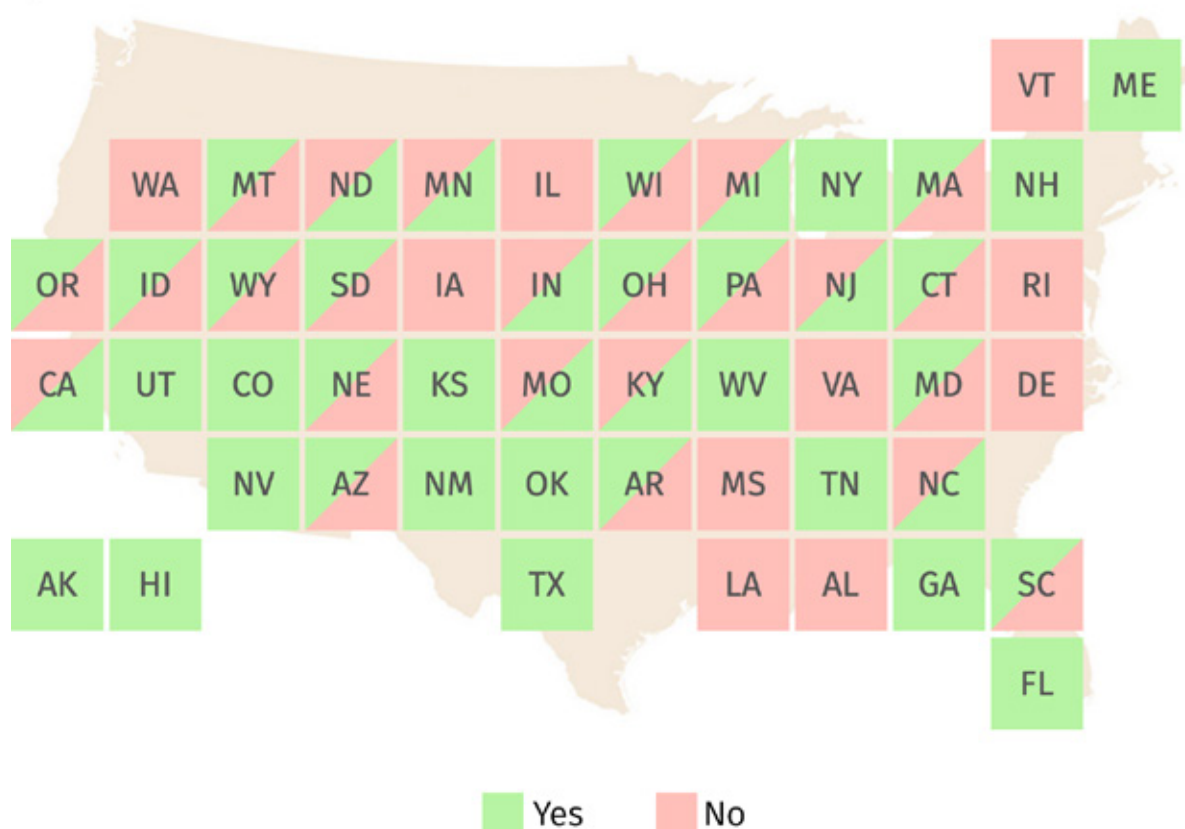 VT ME
WA MT ND MN IL WI MI NY MA NH
OR ID WY SD IA IN OH PA NJ CT RI
CA UT CO NE KS MO KY WV VA MD DE
NV AZ NM OK AR MS TN NC
AK HI TX LA AL GA SC
FL
Yes No